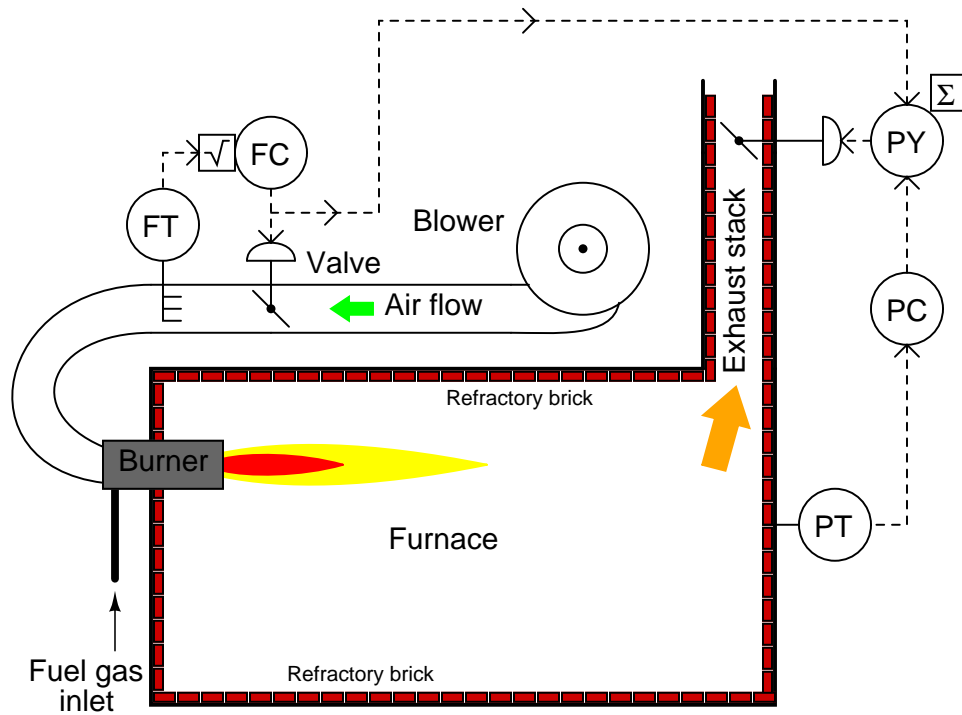 Σ
√
FC
PY
FT
Blower
Valve
Air flow
Exhaust stack
PC
Refractory brick
Burner
PT
Furnace
Fuel gas
inlet
Refractory brick